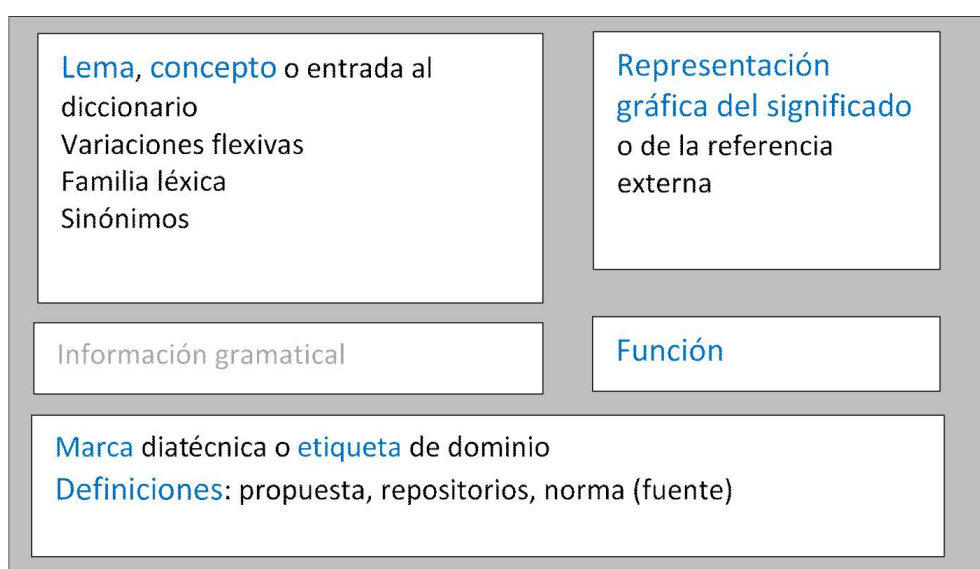 Lema, concepto o entrada al
diccionario
Variaciones flexivas
Familia léxica
Sinónimos
Representación
gráfica del significado
o de la referencia
externa
Información gramatical
Función
Marca diatécnica o etiqueta de dominio
Definiciones: propuesta, repositorios, norma (fuente)